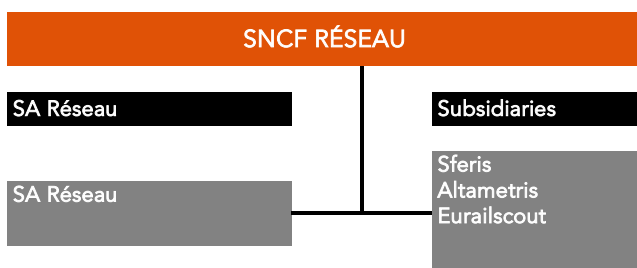 SNCF RÉSEAU
SA Réseau
Subsidiaries
SA Réseau
Sferis
Altametris
Eurailscout